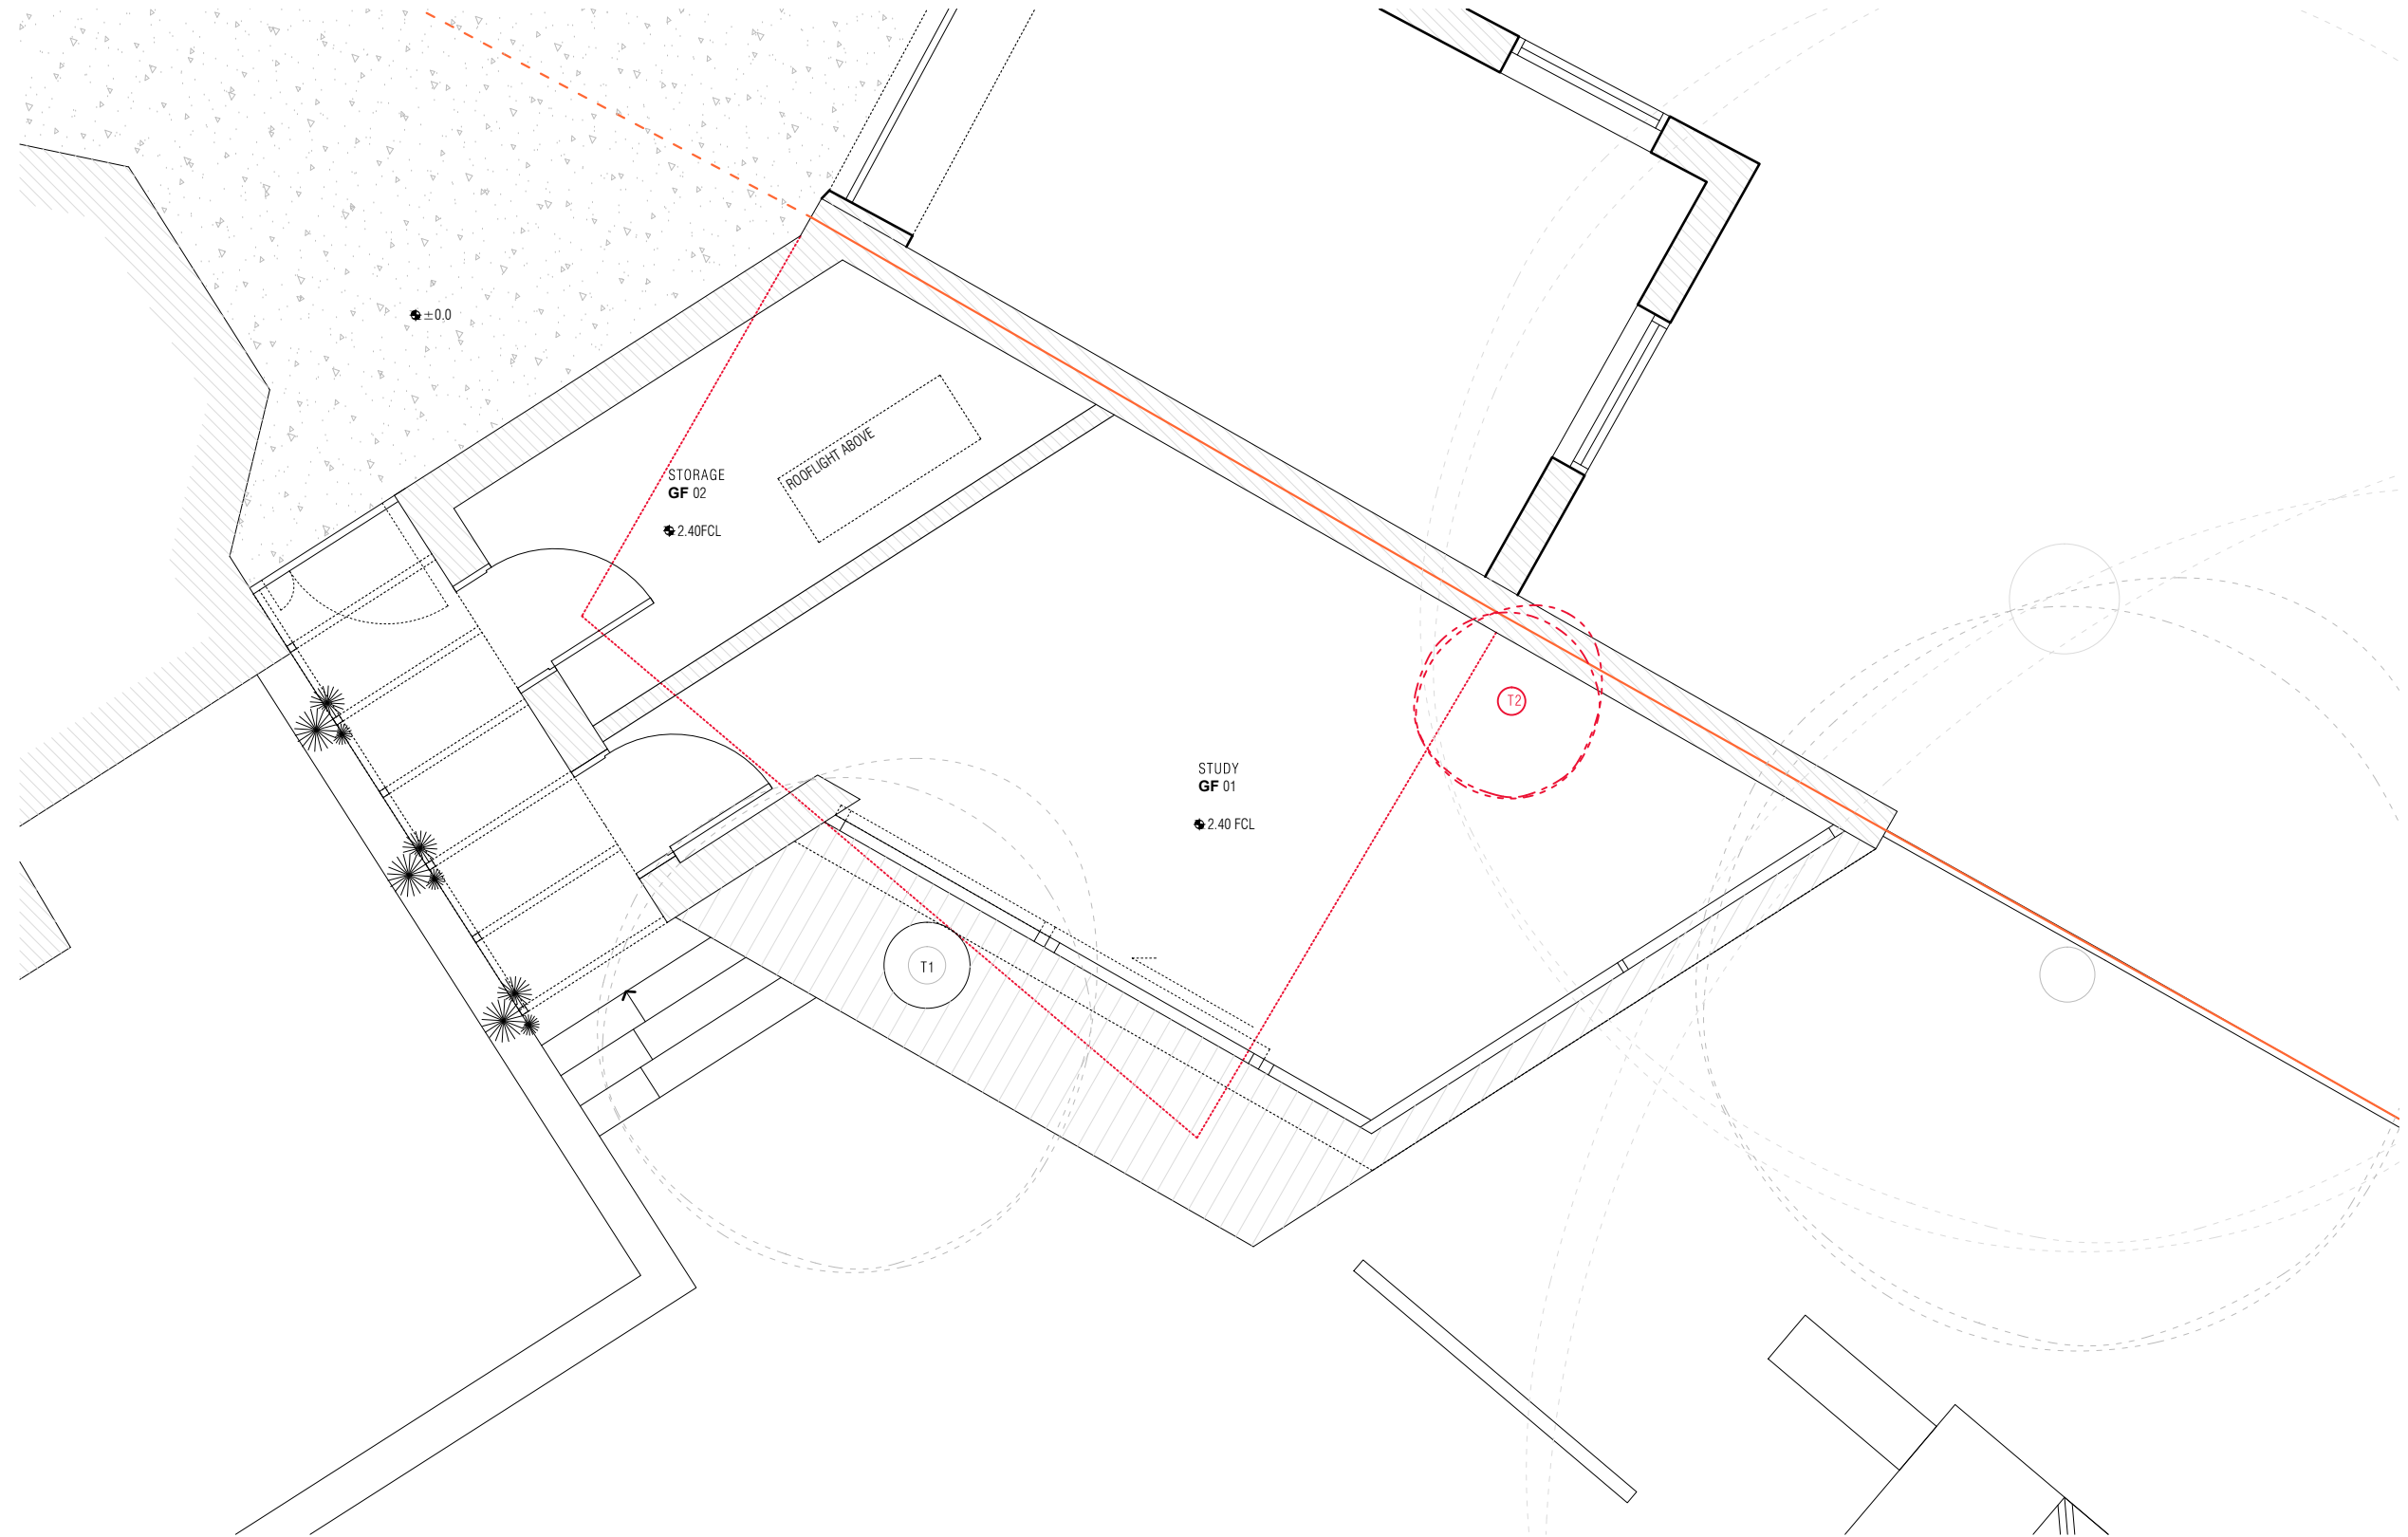 ±0.0
ROOFLIGHT ABOVE
STORAGE
GF 02
2.40FCL
T2
STUDY
GF 01
2.40 FCL
T1